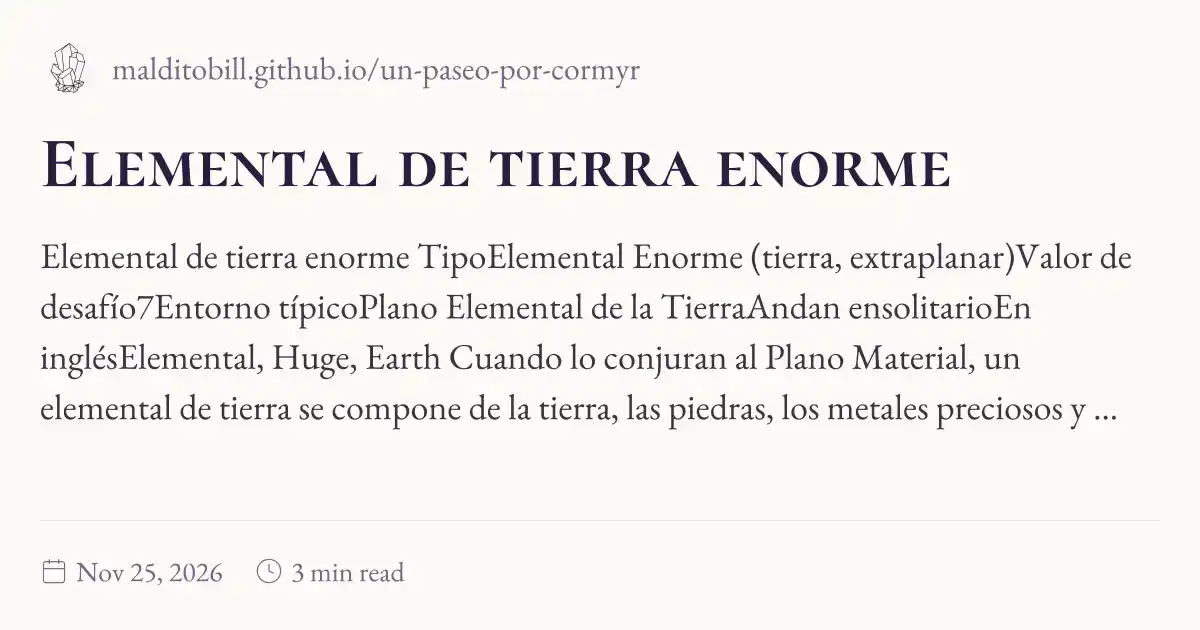 malditobill.github.io/un-paseo-por-cormyr
Elemental de tierra enorme
Elemental de tierra enorme TipoElemental Enorme (tierra, extraplanar)Valor de
desafío7Entorno típicoPlano Elemental de la TierraAndan ensolitarioEn
inglésElemental, Huge, Earth Cuando lo conjuran al Plano Material, un
elemental de tierra se compone de la tierra, las piedras, los metales preciosos y ...
Nov 25, 2026 3 min read